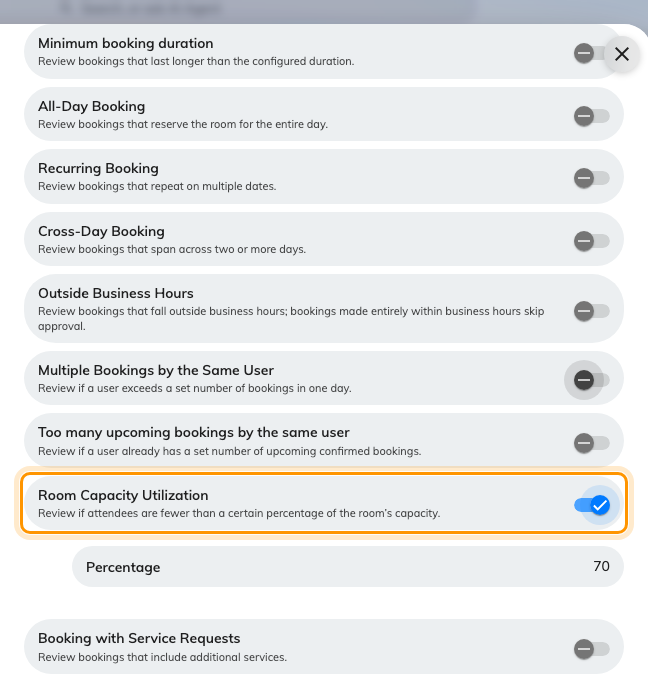 Minimum booking duration
Review bookings that last longer than the configured duration.
All-Day Booking
Review bookings that reserve the room for the entire day.
Recurring Booking
Review bookings that repeat on multiple dates.
Cross-Day Booking
Review bookings that span across two or more days.
Outside Business Hours
Review bookings that fall outside business hours; bookings made entirely within business hours skip
approval.
Multiple Bookings by the Same User
Review if a user exceeds a set number of bookings in one day.
Too many upcoming bookings by the same user
Review if a user already has a set number of upcoming confirmed bookings.
Room Capacity Utilization
Review if attendees are fewer than a certain percentage of the room's capacity.
Percentage 70
Booking with Service Requests
Review bookings that include additional services.